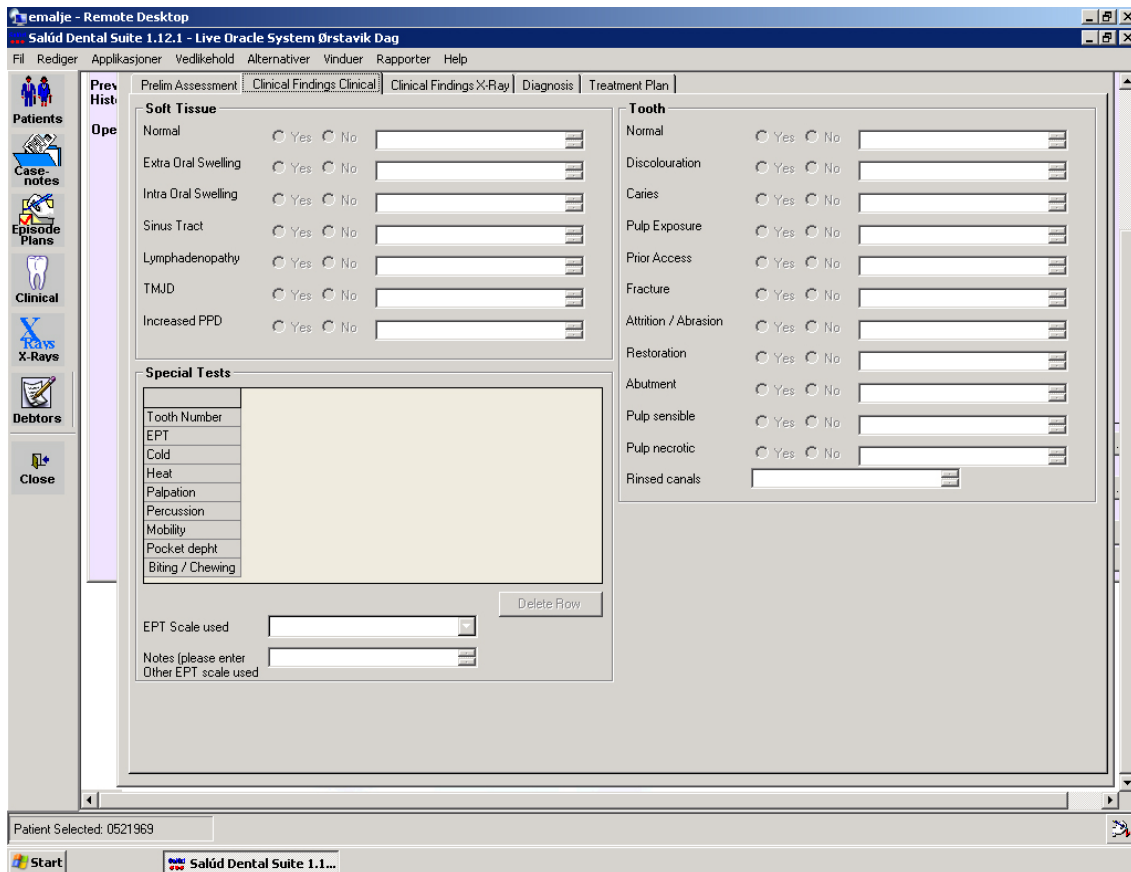 emalje - Remote Desktop
Salúd Dental Suite 1.12.1 - Live Oracle System Ørstavik Dag
Fil Rediger Applikasjoner Vedlikehold Alternativer Vinduer Rapporter Help
Patients
Case-
notes
Episode
Plans
Clinical
X
Rays
X-Rays
Debtors
Close
Prev
Hist
Ope
Prelim Assessment Clinical Findings Clinical Clinical Findings X-Ray Diagnosis Treatment Plan
Soft Tissue
Normal Yes No
Extra Oral Swelling Yes No
Intra Oral Swelling Yes No
Sinus Tract Yes No
Lymphadenopathy Yes No
TMJD Yes No
Increased PPD Yes No
Special Tests
Tooth Number
EPT
Cold
Heat
Palpation
Percussion
Mobility
Pocket depht
Biting / Chewing
Delete Row
EPT Scale used
Notes (please enter
Other EPT scale used
Tooth
Normal Yes No
Discolouration Yes No
Caries Yes No
Pulp Exposure Yes No
Prior Access Yes No
Fracture Yes No
Attrition / Abrasion Yes No
Restoration Yes No
Abutment Yes No
Pulp sensible Yes No
Pulp necrotic Yes No
Rinsed canals
Patient Selected: 0521969
Start
Salúd Dental Suite 1.1...